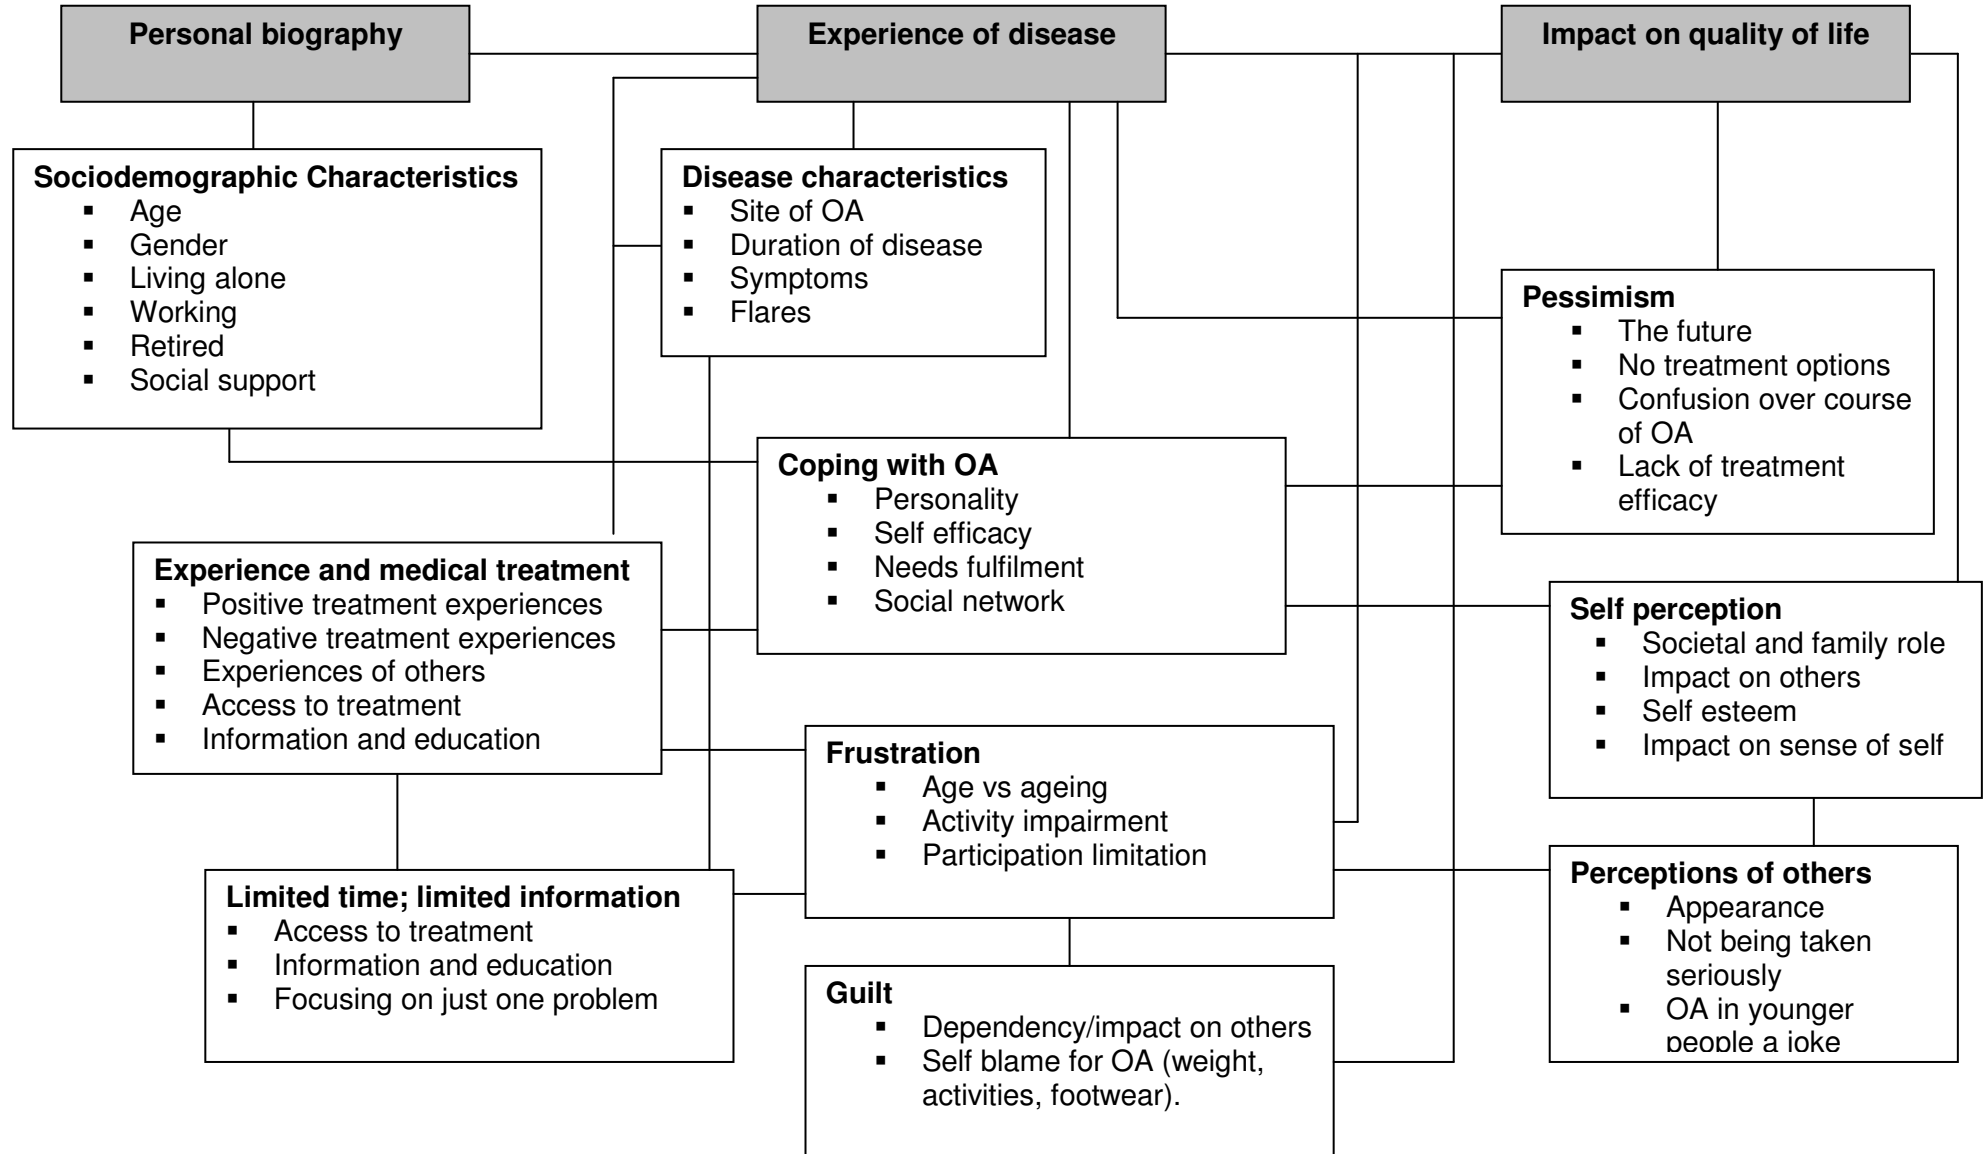 Personal biography
Experience of disease
Impact on quality of life
Sociodemographic Characteristics
▪ Age
▪ Gender
▪ Living alone
▪ Working
▪ Retired
▪ Social support
Disease characteristics
▪ Site of OA
▪ Duration of disease
▪ Symptoms
▪ Flares
Pessimism
▪ The future
▪ No treatment options
▪ Confusion over course
of OA
▪ Lack of treatment
efficacy
Coping with OA
▪ Personality
▪ Self efficacy
▪ Needs fulfilment
▪ Social network
Experience and medical treatment
▪ Positive treatment experiences
▪ Negative treatment experiences
▪ Experiences of others
▪ Access to treatment
▪ Information and education
Self perception
▪ Societal and family role
▪ Impact on others
▪ Self esteem
▪ Impact on sense of self
Frustration
▪ Age vs ageing
▪ Activity impairment
▪ Participation limitation
Limited time; limited information
▪ Access to treatment
▪ Information and education
▪ Focusing on just one problem
Perceptions of others
▪ Appearance
▪ Not being taken
seriously
▪ OA in younger
people a joke
Guilt
▪ Dependency/impact on others
▪ Self blame for OA (weight,
activities, footwear).